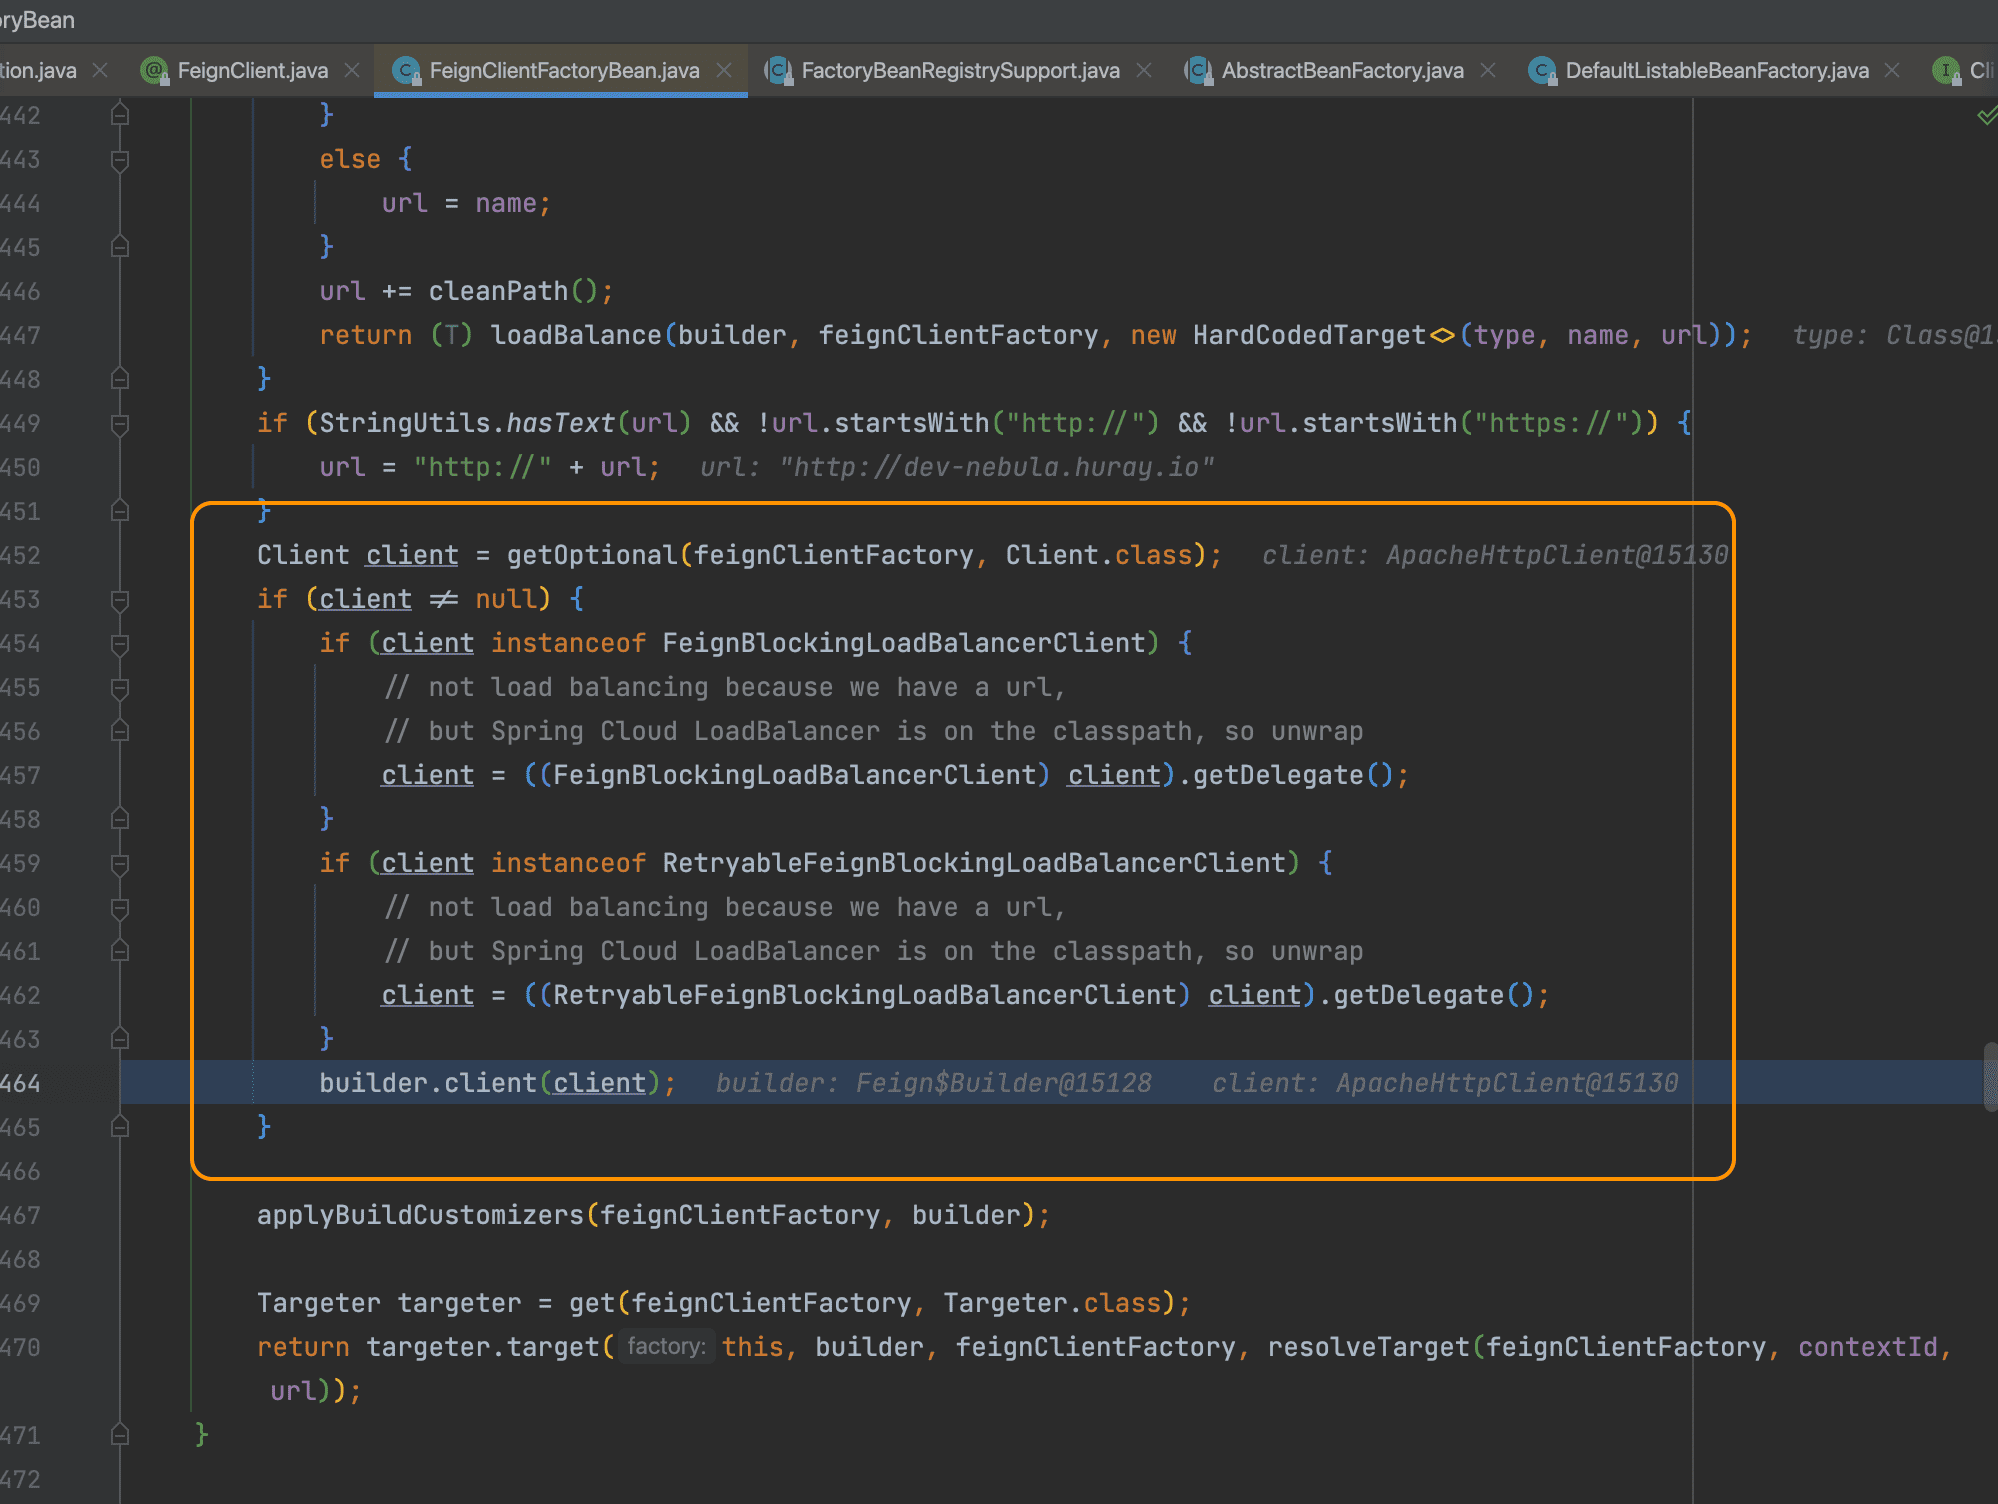 oryBean
tion.java FeignClient.java FeignClientFactoryBean.java FactoryBeanRegistrySupport.java AbstractBeanFactory.java DefaultListableBeanFactory.java Cli
442 }
443 else {
444 url = name;
445 }
446 url += cleanPath();
447 return (T) loadBalance(builder, feignClientFactory, new HardCodedTarget<>(type, name, url)); type: Class@1
448 }
449 if (StringUtils.hasText(url) && !url.startsWith("http://") && !url.startsWith("https://")) {
450 url = "http://" + url; url: "http://dev-nebula.huray.io"
451 }
452 Client client = getOptional(feignClientFactory, Client.class); client: ApacheHttpClient@15130
453 if (client != null) {
454 if (client instanceof FeignBlockingLoadBalancerClient) {
455 // not load balancing because we have a url,
456 // but Spring Cloud LoadBalancer is on the classpath, so unwrap
457 client = ((FeignBlockingLoadBalancerClient) client).getDelegate();
458 }
459 if (client instanceof RetryableFeignBlockingLoadBalancerClient) {
460 // not load balancing because we have a url,
461 // but Spring Cloud LoadBalancer is on the classpath, so unwrap
462 client = ((RetryableFeignBlockingLoadBalancerClient) client).getDelegate();
463 }
464 builder.client(client); builder: Feign$Builder@15128 client: ApacheHttpClient@15130
465 }
466
467 applyBuildCustomizers(feignClientFactory, builder);
468
469 Targeter targeter = get(feignClientFactory, Targeter.class);
470 return targeter.target( factory: this, builder, feignClientFactory, resolveTarget(feignClientFactory, contextId,
url));
471 }
472